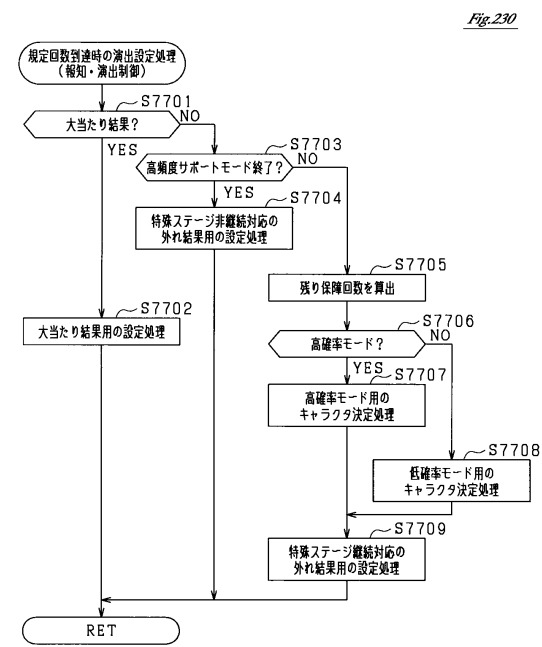 Fig.230
規定回数到達時の演出設定処理
(報知・演出制御)
S7701
大当たり結果?
NO
YES
S7703
高頻度サポートモード終了?
NO
YES
S7704
特殊ステージ非継続対応の
外れ結果用の設定処理
S7705
残り保障回数を算出
S7702
大当たり結果用の設定処理
S7706
高確率モード?
NO
YES
S7707
高確率モード用の
キャラクタ決定処理
S7708
低確率モード用の
キャラクタ決定処理
S7709
特殊ステージ継続対応の
外れ結果用の設定処理
RET